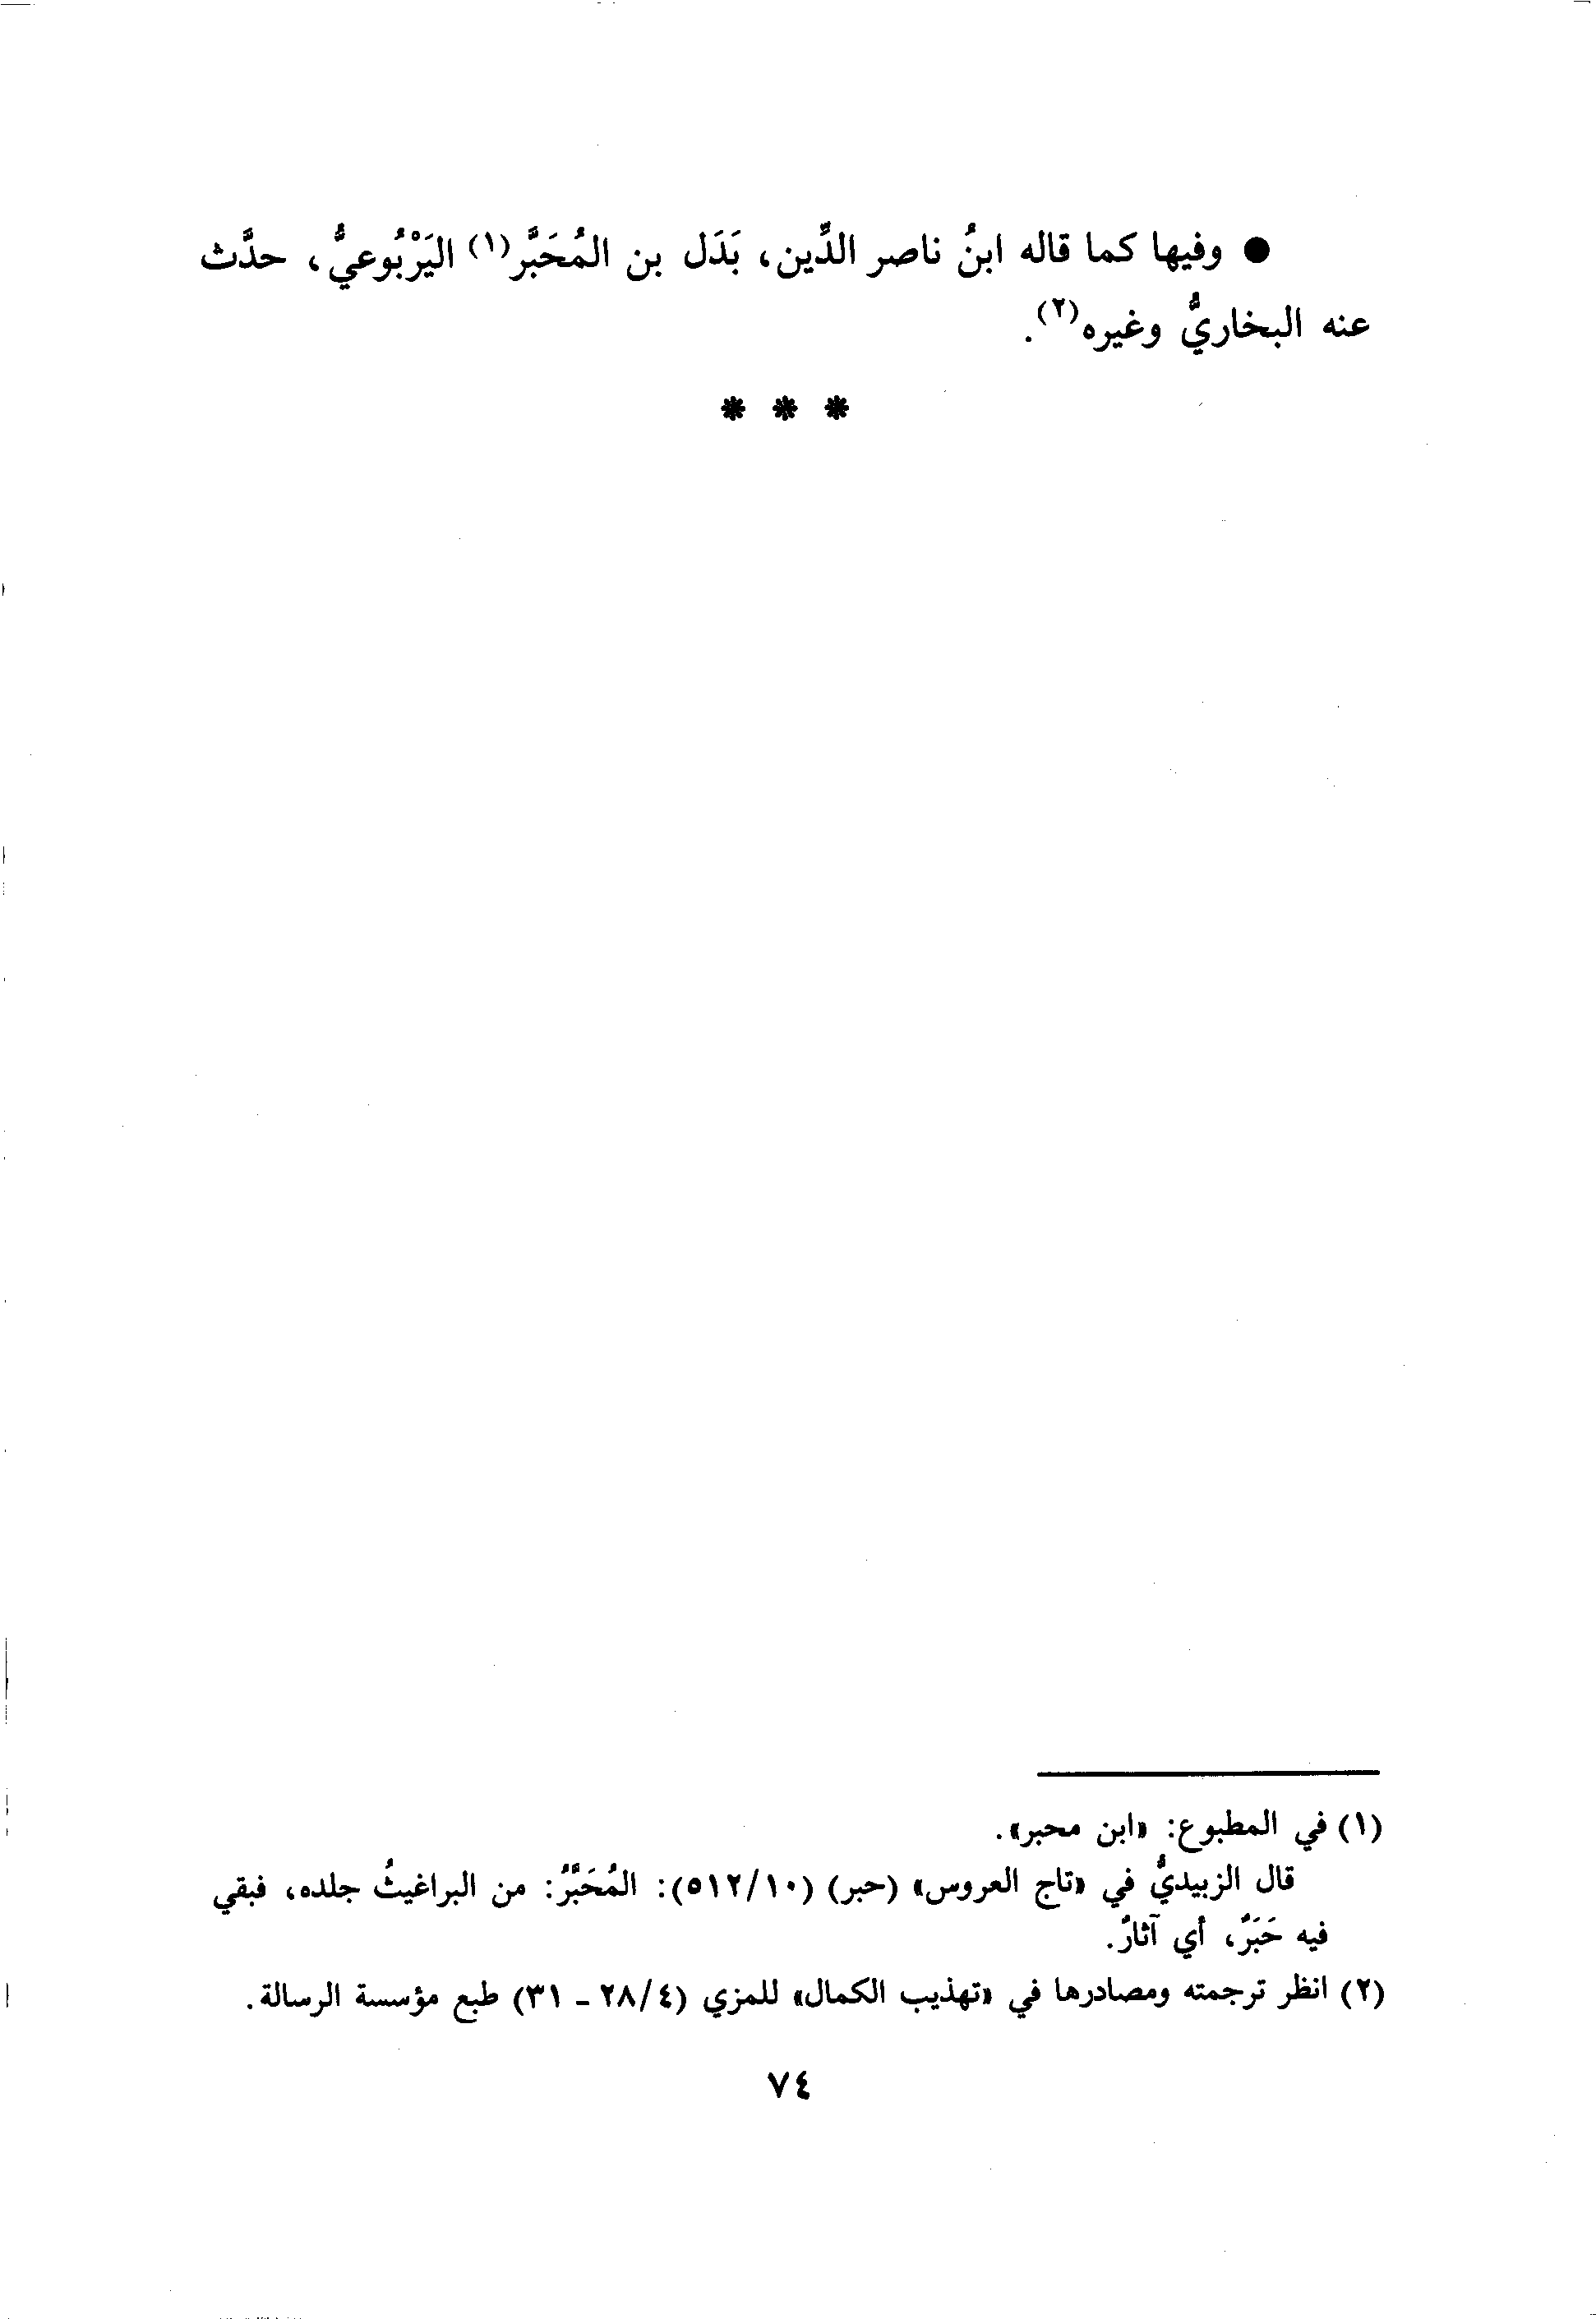 ● وفيها كما قاله ابنُ ناصر الدِّين، بَدَل بن المُحَبَّر(١) اليَرْبُوعيُّ، حدَّث
عنه البخاريُّ وغيره(٢).
* * *
(١) في المطبوع: «ابن محبر».
قال الزبيديُّ في «تاج العروس» (حبر) (٥١٢/١٠): المُحَبَّرُ: من البراغيثُ جلده، فبقي
فيه حَبَرٌ، أي آثارٌ.
(٢) انظر ترجمته ومصادرها في «تهذيب الكمال» للمزي (٢٨/٤ - ٣١) طبع مؤسسة الرسالة.
٧٤